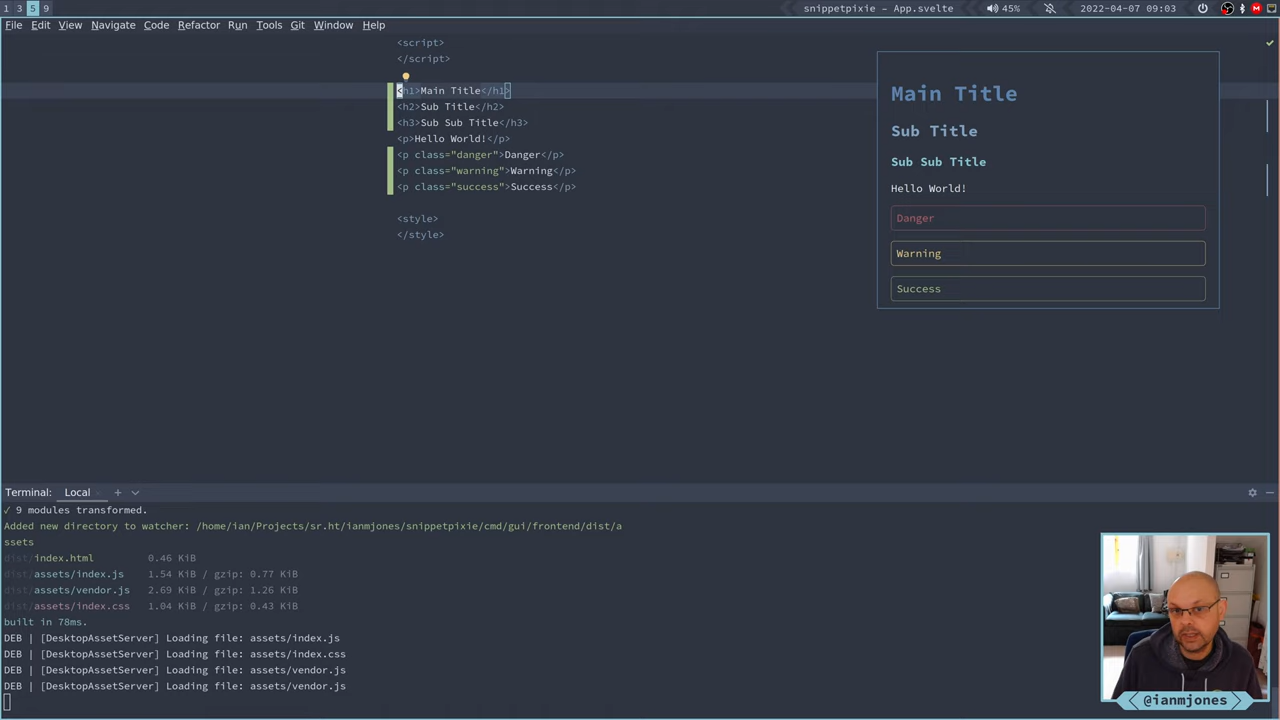 1 3 5 9
snippetpixie – App.svelte
45%
2022-04-07 09:03
File Edit View Navigate Code Refactor Run Tools Git Window Help
<script>
</script>
<h1>Main Title</h1>
<h2>Sub Title</h2>
<h3>Sub Sub Title</h3>
<p>Hello World!</p>
<p class="danger">Danger</p>
<p class="warning">Warning</p>
<p class="success">Success</p>
<style>
</style>
Main Title
Sub Title
Sub Sub Title
Hello World!
Danger
Warning
Success
Terminal: Local
✓ 9 modules transformed.
Added new directory to watcher: /home/ian/Projects/sr.ht/ianmjones/snippetpixie/cmd/gui/frontend/dist/a
ssets
dist/index.html 0.46 KiB
dist/assets/index.js 1.54 KiB / gzip: 0.77 KiB
dist/assets/vendor.js 2.69 KiB / gzip: 1.26 KiB
dist/assets/index.css 1.04 KiB / gzip: 0.43 KiB
built in 78ms.
DEB | [DesktopAssetServer] Loading file: assets/index.js
DEB | [DesktopAssetServer] Loading file: assets/index.css
DEB | [DesktopAssetServer] Loading file: assets/vendor.js
DEB | [DesktopAssetServer] Loading file: assets/vendor.js
@ianmjones